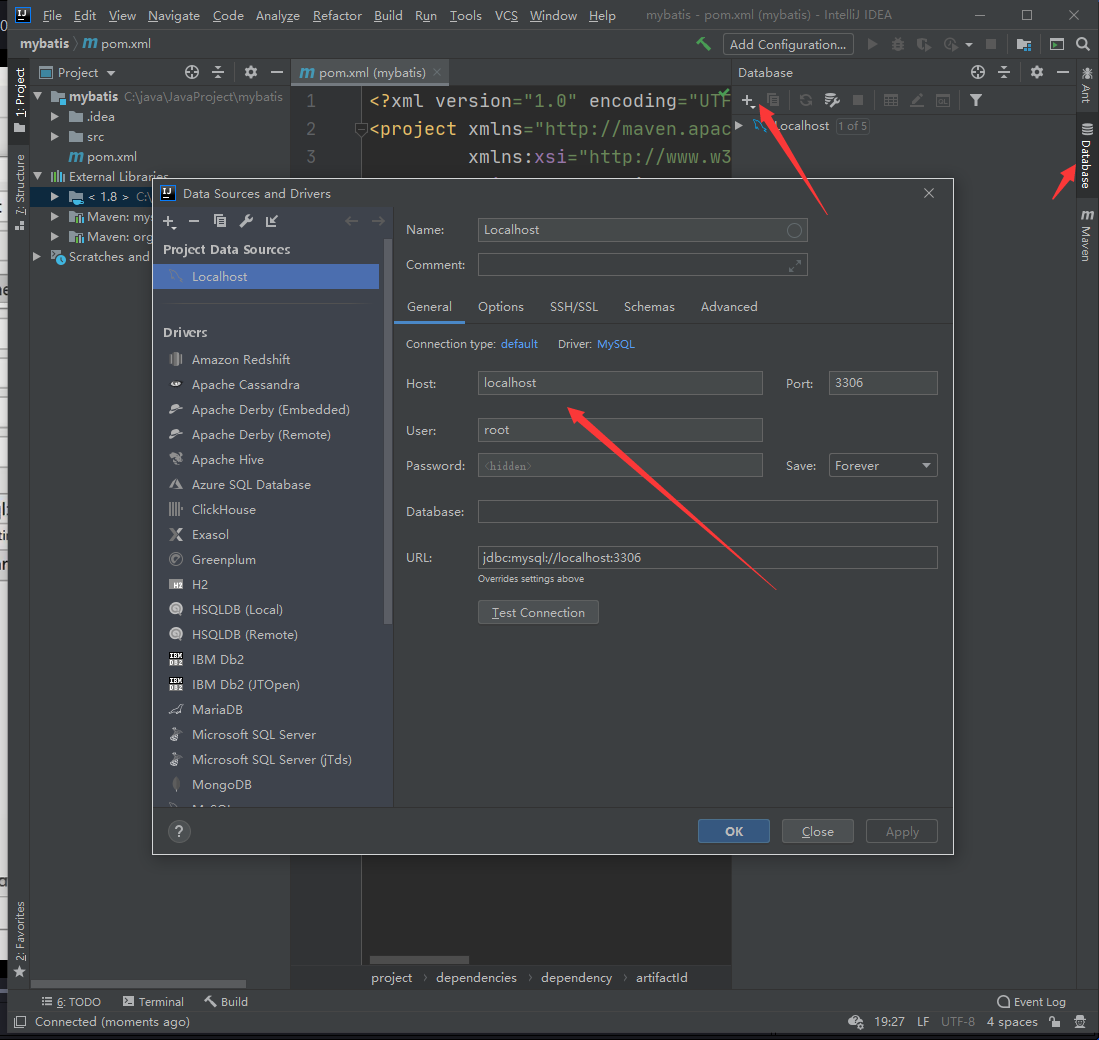 File Edit View Navigate Code Analyze Refactor Build Run Tools VCS Window Help mybatis - pom.xml (mybatis) - IntelliJ IDEA
mybatis pom.xml Add Configuration...
1: Project
Project
pom.xml (mybatis)
Database
mybatis C:\java\JavaProject\mybatis
.idea
src
pom.xml
External Libraries
< 1.8 > C:\
Maven: mys
Maven: org
Scratches and
7: Structure
2: Favorites
1 <?xml version="1.0" encoding="UTF
2 <project xmlns="http://maven.apac
3 xmlns:xsi="http://www.w3
Localhost 1 of 5
Ant
Database
Maven
Data Sources and Drivers
Project Data Sources
Localhost
Drivers
Amazon Redshift
Apache Cassandra
Apache Derby (Embedded)
Apache Derby (Remote)
Apache Hive
Azure SQL Database
ClickHouse
Exasol
Greenplum
H2
HSQLDB (Local)
HSQLDB (Remote)
IBM Db2
IBM Db2 (JTOpen)
MariaDB
Microsoft SQL Server
Microsoft SQL Server (jTds)
MongoDB
Name: Localhost
Comment:
General Options SSH/SSL Schemas Advanced
Connection type: default Driver: MySQL
Host: localhost Port: 3306
User: root
Password: <hidden> Save: Forever
Database:
URL: jdbc:mysql://localhost:3306
Overrides settings above
Test Connection
? OK Close Apply
project › dependencies › dependency › artifactId
6: TODO Terminal Build Event Log
Connected (moments ago) 19:27 LF UTF-8 4 spaces